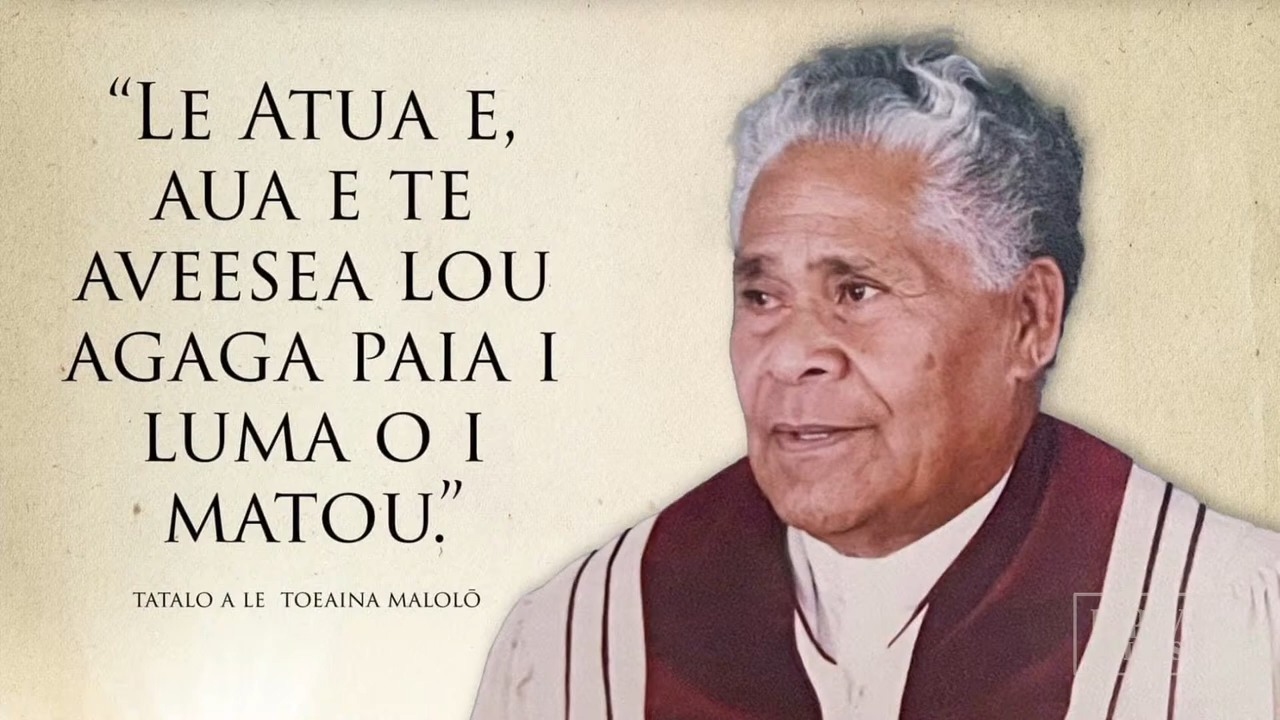 “LE ATUA E,
AUA E TE
AVEESEA LOU
AGAGA PAIA I
LUMA O I
MATOU.”
TATALO A LE TOEAINA MALOLŌ